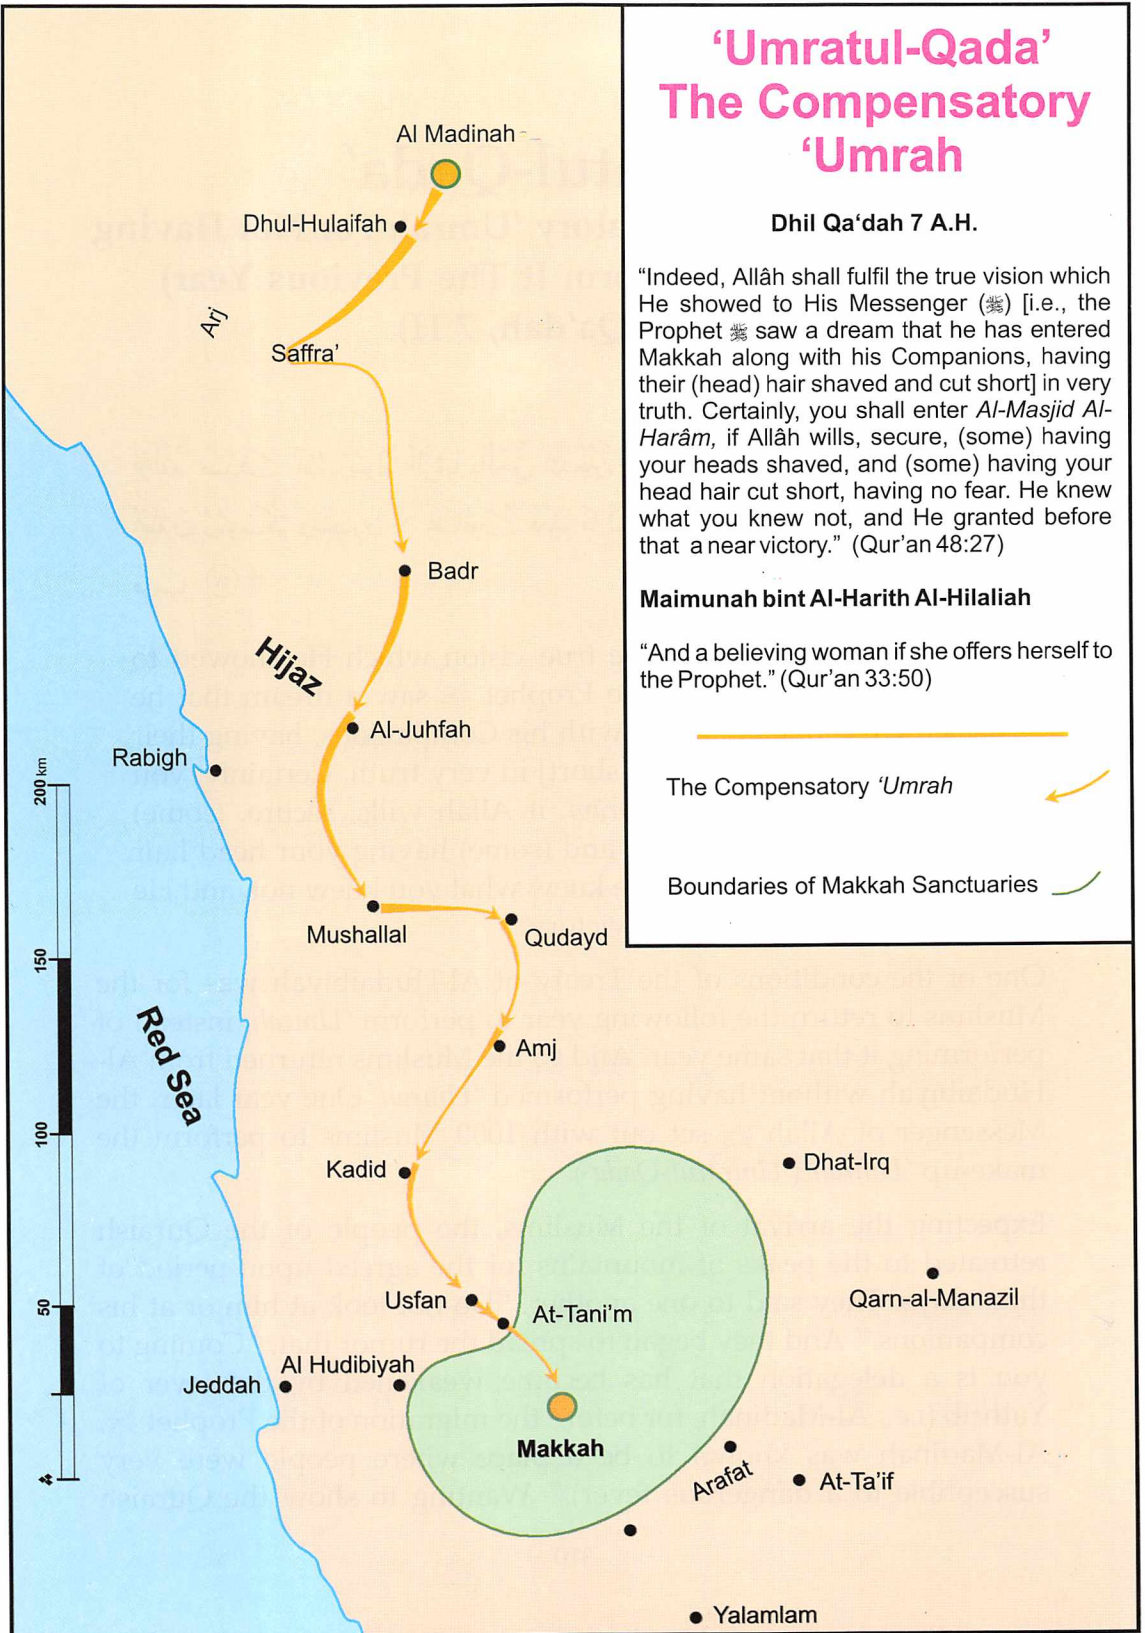 ‘Umratul-Qada’
The Compensatory
‘Umrah
Dhil Qa‘dah 7 A.H.
“Indeed, Allâh shall fulfil the true vision which
He showed to His Messenger (ﷺ) [i.e., the
Prophet ﷺ saw a dream that he has entered
Makkah along with his Companions, having
their (head) hair shaved and cut short] in very
truth. Certainly, you shall enter Al-Masjid Al-
Harâm, if Allâh wills, secure, (some) having
your heads shaved, and (some) having your
head hair cut short, having no fear. He knew
what you knew not, and He granted before
that a near victory.” (Qur’an 48:27)
Maimunah bint Al-Harith Al-Hilaliah
“And a believing woman if she offers herself to
the Prophet.” (Qur’an 33:50)
The Compensatory ‘Umrah
Boundaries of Makkah Sanctuaries
Al Madinah
Dhul-Hulaifah
Arj
Saffra’
Badr
Hijaz
Al-Juhfah
Rabigh
200 km
Mushallal
Qudayd
150
Red Sea
Amj
100
Kadid
Dhat-Irq
Qarn-al-Manazil
50
Usfan
At-Tani’m
Al Hudibiyah
Jeddah
Makkah
Arafat
At-Ta’if
Yalamlam